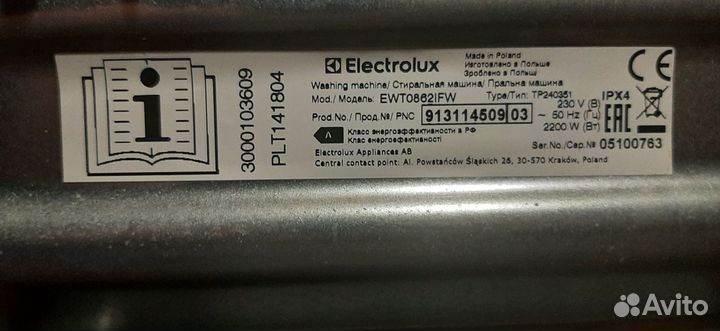 i
3000103609
PLT141804
Electrolux
Made in Poland
Изготовлено в Польше
Зроблено в Польщі
CE
Washing machine/ Стиральная машина/ Пральна машина
Mod./ Модель: EWT0862IFW Type/Тип: TP240351 IPX4
Prod.No./ Прод.№/ PNC 913114509 03
230 V (В)
~ 50 Hz (Гц)
2200 W (Вт)
EAC
A Класс энергоэффективности в РФ
Клас енергоефективності
Electrolux Appliances AB
Ser.No./Сер.№ 05100763
Central contact point: Al. Powstańców Śląskich 26, 30-570 Kraków, Poland
Avito